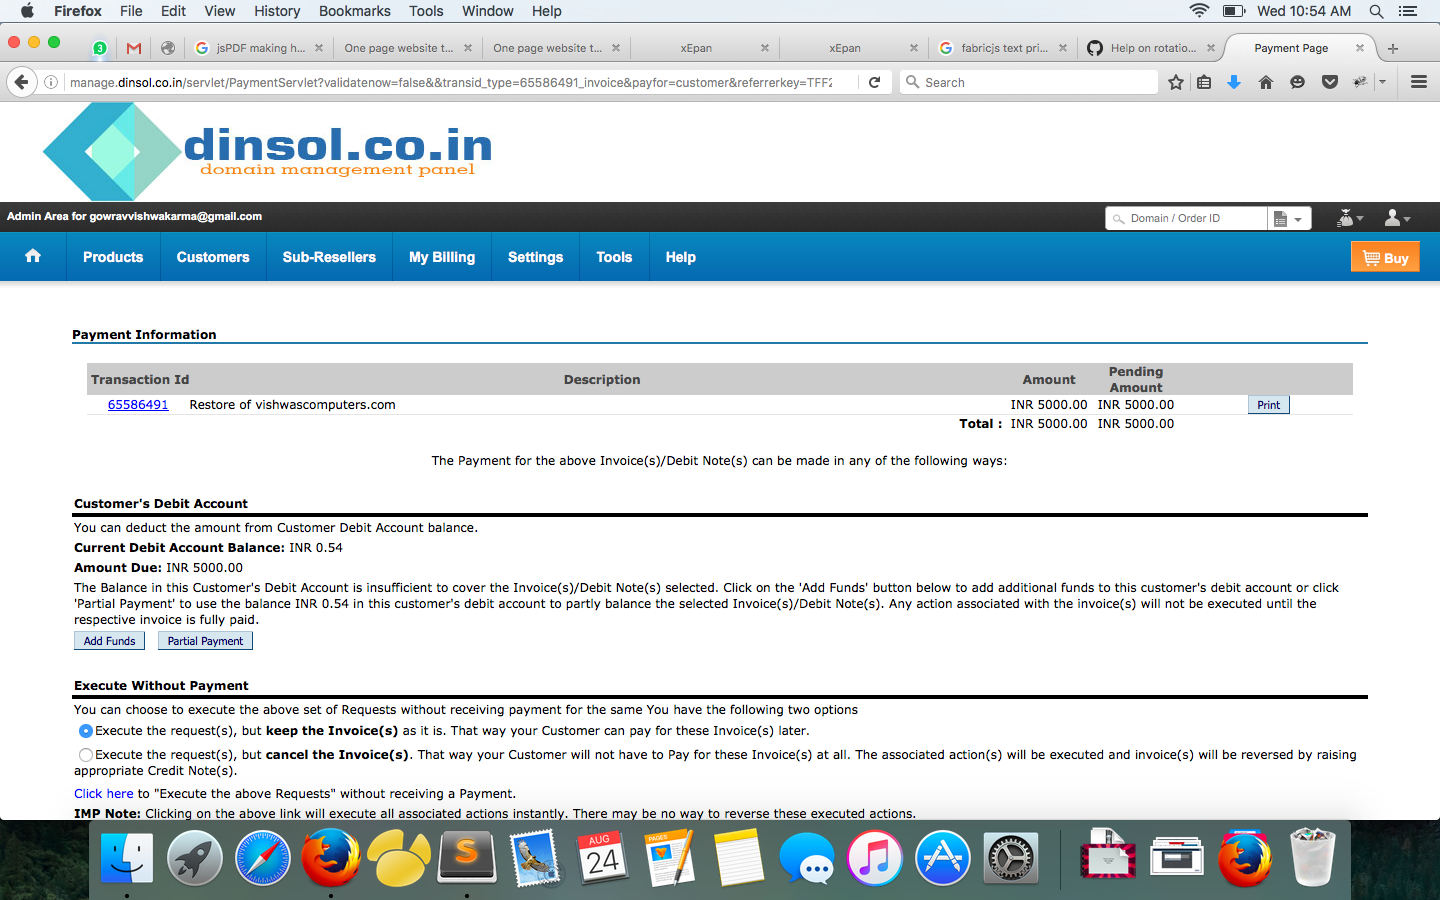 Firefox File Edit View History Bookmarks Tools Window Help Wed 10:54 AM
3 jsPDF making h... One page website t... One page website t... xEpan xEpan fabricjs text pri... Help on rotatio... Payment Page
manage.dinsol.co.in/servlet/PaymentServlet?validatenow=false&&transid_type=65586491_invoice&payfor=customer&referrerkey=TFF2 Search
dinsol.co.in
domain management panel
Admin Area for gowravvishwakarma@gmail.com Domain / Order ID
Products Customers Sub-Resellers My Billing Settings Tools Help Buy
Payment Information
Transaction Id Description Amount Pending Amount
65586491 Restore of vishwascomputers.com INR 5000.00 INR 5000.00 Print
Total : INR 5000.00 INR 5000.00
The Payment for the above Invoice(s)/Debit Note(s) can be made in any of the following ways:
Customer's Debit Account
You can deduct the amount from Customer Debit Account balance.
Current Debit Account Balance: INR 0.54
Amount Due: INR 5000.00
The Balance in this Customer's Debit Account is insufficient to cover the Invoice(s)/Debit Note(s) selected. Click on the 'Add Funds' button below to add additional funds to this customer's debit account or click
'Partial Payment' to use the balance INR 0.54 in this customer's debit account to partly balance the selected Invoice(s)/Debit Note(s). Any action associated with the invoice(s) will not be executed until the
respective invoice is fully paid.
Add Funds Partial Payment
Execute Without Payment
You can choose to execute the above set of Requests without receiving payment for the same You have the following two options
Execute the request(s), but keep the Invoice(s) as it is. That way your Customer can pay for these Invoice(s) later.
Execute the request(s), but cancel the Invoice(s). That way your Customer will not have to Pay for these Invoice(s) at all. The associated action(s) will be executed and invoice(s) will be reversed by raising
appropriate Credit Note(s).
Click here to "Execute the above Requests" without receiving a Payment.
IMP Note: Clicking on the above link will execute all associated actions instantly. There may be no way to reverse these executed actions.
AUG
24
PAGES